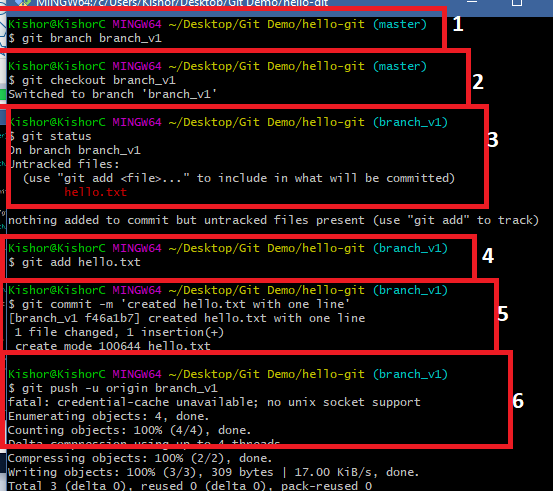 MINGW64:/c/Users/Kishor/Desktop/Git Demo/hello-git
Kishor@KishorC MINGW64 ~/Desktop/Git Demo/hello-git (master)
1
$ git branch branch_v1
Kishor@KishorC MINGW64 ~/Desktop/Git Demo/hello-git (master)
2
$ git checkout branch_v1
Switched to branch 'branch_v1'
Kishor@KishorC MINGW64 ~/Desktop/Git Demo/hello-git (branch_v1)
3
$ git status
On branch branch_v1
Untracked files:
(use "git add <file>..." to include in what will be committed)
hello.txt
nothing added to commit but untracked files present (use "git add" to track)
Kishor@KishorC MINGW64 ~/Desktop/Git Demo/hello-git (branch_v1)
4
$ git add hello.txt
Kishor@KishorC MINGW64 ~/Desktop/Git Demo/hello-git (branch_v1)
5
$ git commit -m 'created hello.txt with one line'
[branch_v1 f46a1b7] created hello.txt with one line
1 file changed, 1 insertion(+)
create mode 100644 hello.txt
Kishor@KishorC MINGW64 ~/Desktop/Git Demo/hello-git (branch_v1)
6
$ git push -u origin branch_v1
fatal: credential-cache unavailable; no unix socket support
Enumerating objects: 4, done.
Counting objects: 100% (4/4), done.
Delta compression using up to 4 threads
Compressing objects: 100% (2/2), done.
Writing objects: 100% (3/3), 309 bytes | 17.00 KiB/s, done.
Total 3 (delta 0), reused 0 (delta 0), pack-reused 0